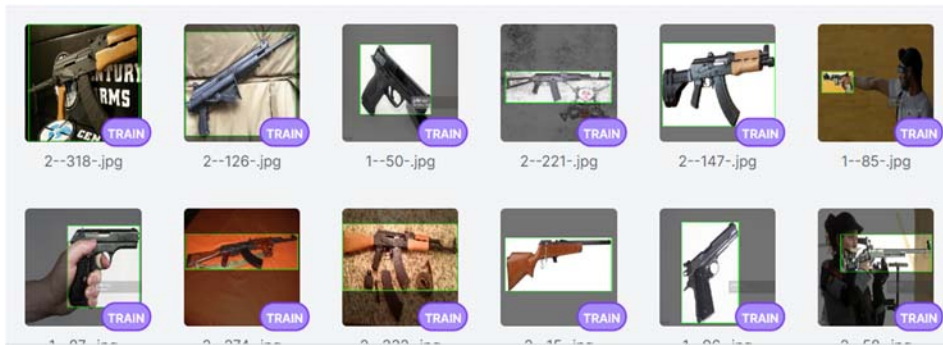 NTURY
RMS
CEN
TRAIN
TRAIN
TRAIN
TRAIN
TRAIN
TRAIN
2--318-.jpg
2--126-.jpg
1--50-.jpg
2--221-.jpg
2--147-.jpg
1--85-.jpg
TRAIN
TRAIN
TRAIN
TRAIN
TRAIN
TRAIN